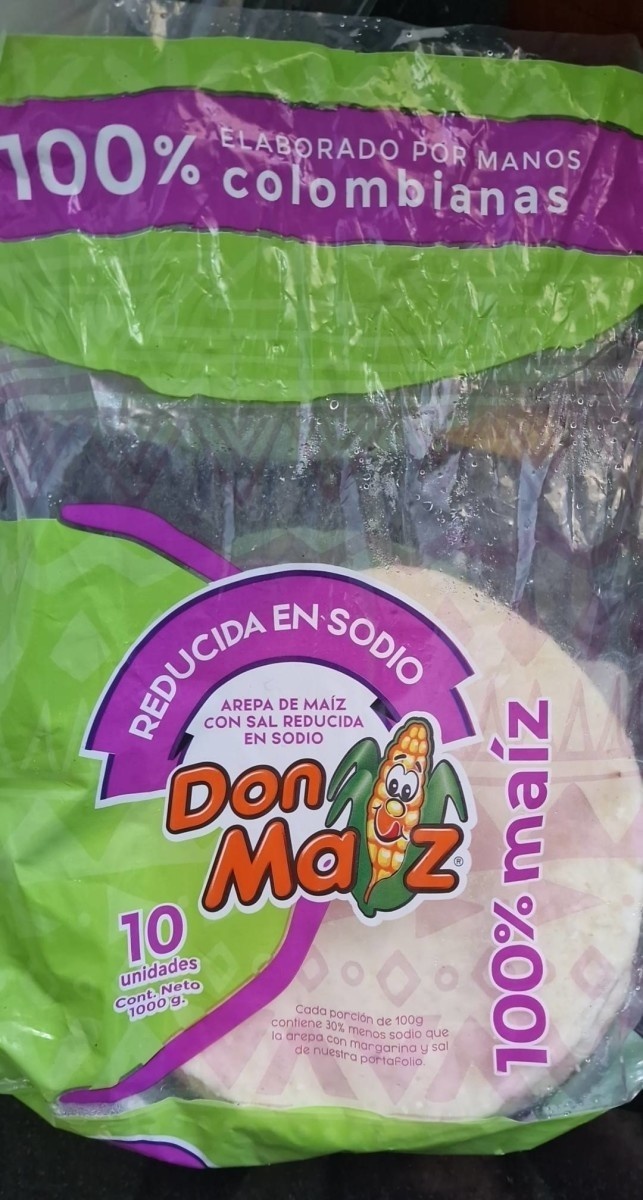 100% ELABORADO POR MANOS
colombianas
REDUCIDA EN SODIO
AREPA DE MAÍZ
CON SAL REDUCIDA
EN SODIO
Don
Maíz®
100% maíz
10
unidades
Cont. Neto
1000 g.
Cada porción de 100g
contiene 30% menos sodio que
la arepa con margarina y sal
de nuestra portafolio.